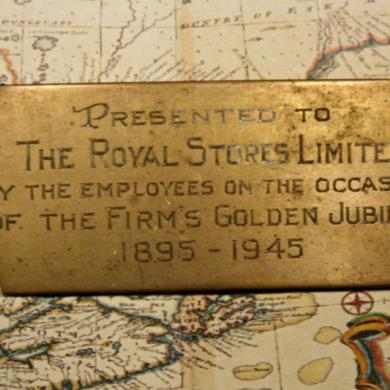 PRESENTED TO
THE ROYAL STORES LIMITE
Y THE EMPLOYEES ON THE OCCAS
OF THE FIRM'S GOLDEN JUBI
1895 - 1945